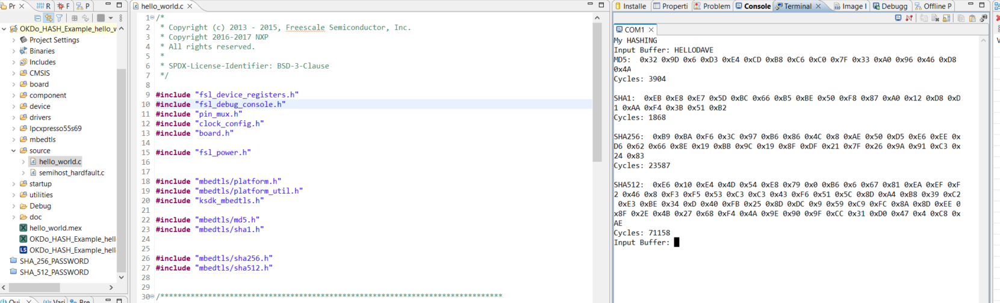 Pr
R
F
P
OKDo_HASH_Example_hello_w
Project Settings
Binaries
Includes
CMSIS
board
component
device
drivers
lpcxpresso55s69
mbedtls
source
hello_world.c
semihost_hardfault.c
startup
utilities
Debug
doc
hello_world.mex
OKDo_HASH_Example_hell
OKDo_HASH_Example_hell
SHA_256_PASSWORD
SHA_512_PASSWORD
hello_world.c
1 /*
2 * Copyright (c) 2013 - 2015, Freescale Semiconductor, Inc.
3 * Copyright 2016-2017 NXP
4 * All rights reserved.
5 *
6 * SPDX-License-Identifier: BSD-3-Clause
7 */
8
9 #include "fsl_device_registers.h"
10 #include "fsl_debug_console.h"
11 #include "pin_mux.h"
12 #include "clock_config.h"
13 #include "board.h"
14
15 #include "fsl_power.h"
16
17
18 #include "mbedtls/platform.h"
19 #include "mbedtls/platform_util.h"
20 #include "ksdk_mbedtls.h"
21
22 #include "mbedtls/md5.h"
23 #include "mbedtls/sha1.h"
24
25
26 #include "mbedtls/sha256.h"
27 #include "mbedtls/sha512.h"
28
29
30 /*******************************************************************************
Installe Properti Problem Console Terminal Image I Debugg Offline P
COM1
My HASHING
Input Buffer: HELLODAVE
MD5:  0x32 0x9D 0x6 0xD3 0xE4 0xCD 0xB8 0xC6 0xC0 0x7F 0x33 0xA0 0x96 0x46 0xD8
0x4A
Cycles: 3904
SHA1:  0xEB 0xE8 0xE7 0x5D 0xBC 0x66 0xB5 0xBE 0x50 0xF8 0x87 0xA0 0x12 0xD8 0xD
1 0xAA 0xF4 0x3B 0x51 0xB2
Cycles: 1868
SHA256:  0xB9 0xBA 0xF6 0x3C 0x97 0xB6 0x86 0x4C 0x8 0xAE 0x50 0xD5 0xE6 0xEE 0x
D6 0x62 0x66 0x8E 0x19 0xBB 0x9C 0x19 0x8F 0xDF 0x21 0x7F 0x26 0x9A 0x91 0xC3 0x
24 0x83
Cycles: 23587
SHA512:  0xE6 0x10 0xE4 0x4D 0x54 0xE8 0x79 0x0 0xB6 0x6 0x67 0x81 0xEA 0xEF 0xF
2 0x46 0x8 0xF3 0xF5 0x53 0xC3 0xC3 0x43 0xF6 0x51 0x5C 0x8D 0xA4 0xB8 0x39 0xC2
0xE3 0xBE 0x34 0xD 0x40 0xFB 0x25 0x8D 0xDC 0x9 0x59 0xC9 0xFC 0x8A 0x8D 0xEE 0
x8F 0x2E 0x4B 0x27 0x68 0xF4 0x4A 0x9E 0x90 0x9F 0xCC 0x31 0xD0 0x47 0x4 0xC8 0x
AE
Cycles: 71158
Input Buffer: